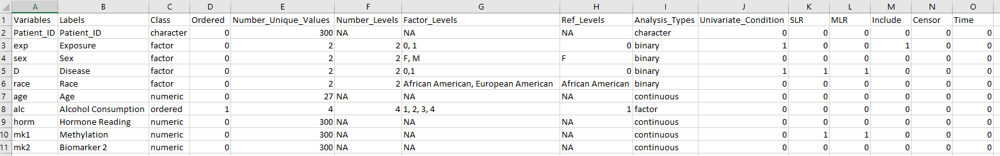 A B C D E F G H I J K L M N O
1 Variables Labels Class Ordered Number_Unique_Values Number_Levels Factor_Levels Ref_Levels Analysis_Types Univariate_Condition SLR MLR Include Censor Time
2 Patient_ID Patient_ID character 0 300 NA NA NA character 0 0 0 0 0 0
3 exp Exposure factor 0 2 2 0, 1 0 binary 1 0 0 1 0 0
4 sex Sex factor 0 2 2 F, M F binary 0 0 0 0 0 0
5 D Disease factor 0 2 2 0,1 0 binary 1 1 1 0 0 0
6 race Race factor 0 2 2 African American, European American African American binary 0 0 0 0 0 0
7 age Age numeric 0 27 NA NA NA continuous 0 0 0 0 0 0
8 alc Alcohol Consumption ordered 1 4 4 1, 2, 3, 4 1 factor 0 0 0 0 0 0
9 horm Hormone Reading numeric 0 300 NA NA NA continuous 0 0 0 0 0 0
10 mk1 Methylation numeric 0 300 NA NA NA continuous 0 1 1 0 0 0
11 mk2 Biomarker 2 numeric 0 300 NA NA NA continuous 0 0 0 0 0 0